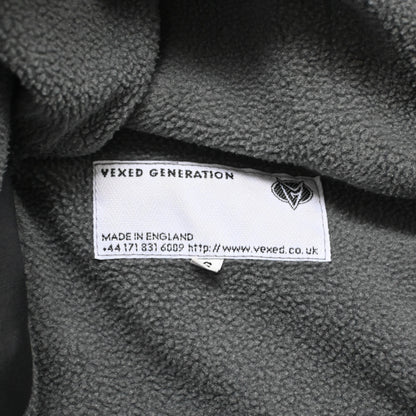 VEXED GENERATION
MADE IN ENGLAND
+44 171 831 6009 http://www.vexed.co.uk